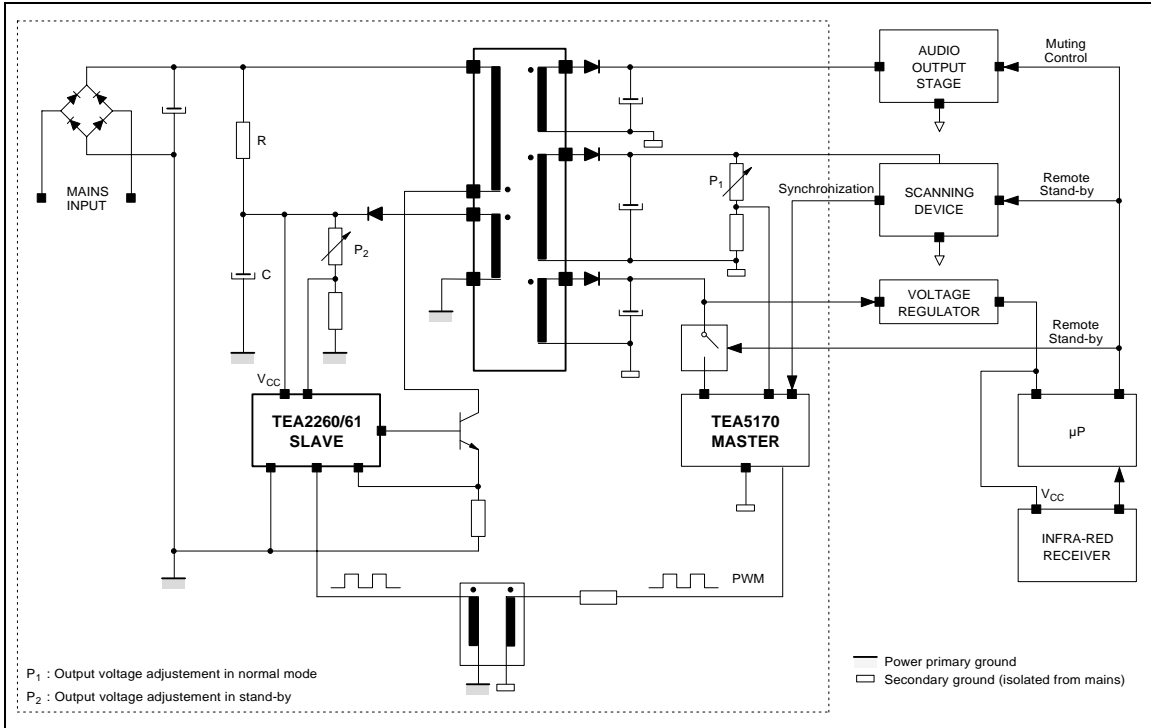 AUDIO
OUTPUT
STAGE
Muting
Control
R
MAINS
INPUT
P1
Synchronization
SCANNING
DEVICE
Remote
Stand-by
P2
C
VOLTAGE
REGULATOR
Remote
Stand-by
VCC
TEA2260/61
SLAVE
TEA5170
MASTER
µP
VCC
INFRA-RED
RECEIVER
PWM
P1 : Output voltage adjustement in normal mode
P2 : Output voltage adjustement in stand-by
Power primary ground
Secondary ground (isolated from mains)